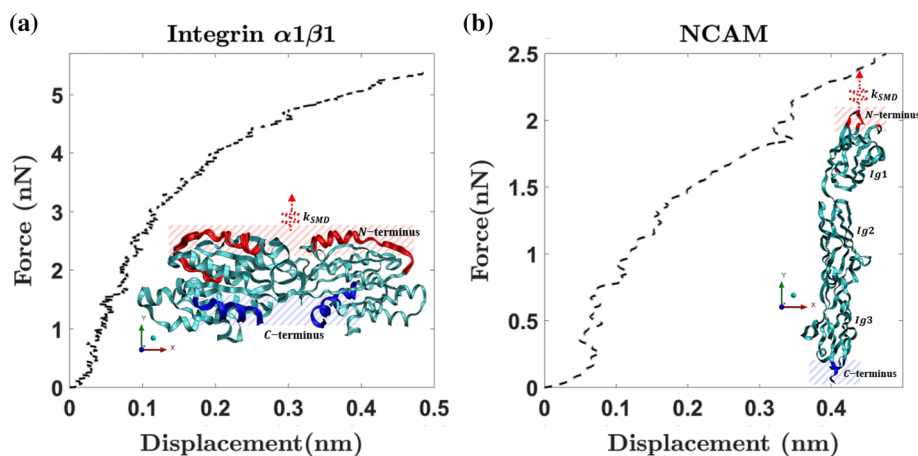 (a)
Integrin α1β1
Force (nN)
5
4
3
2
1
0
0 0.1 0.2 0.3 0.4 0.5
Displacement(nm)
k_SMD
N-terminus
C-terminus
X
(b)
NCAM
Force(nN)
2.5
2
1.5
1
0.5
0
0 0.1 0.2 0.3 0.4
Displacement (nm)
k_SMD
N-terminus
Ig1
Ig2
Ig3
C-terminus
Y
X